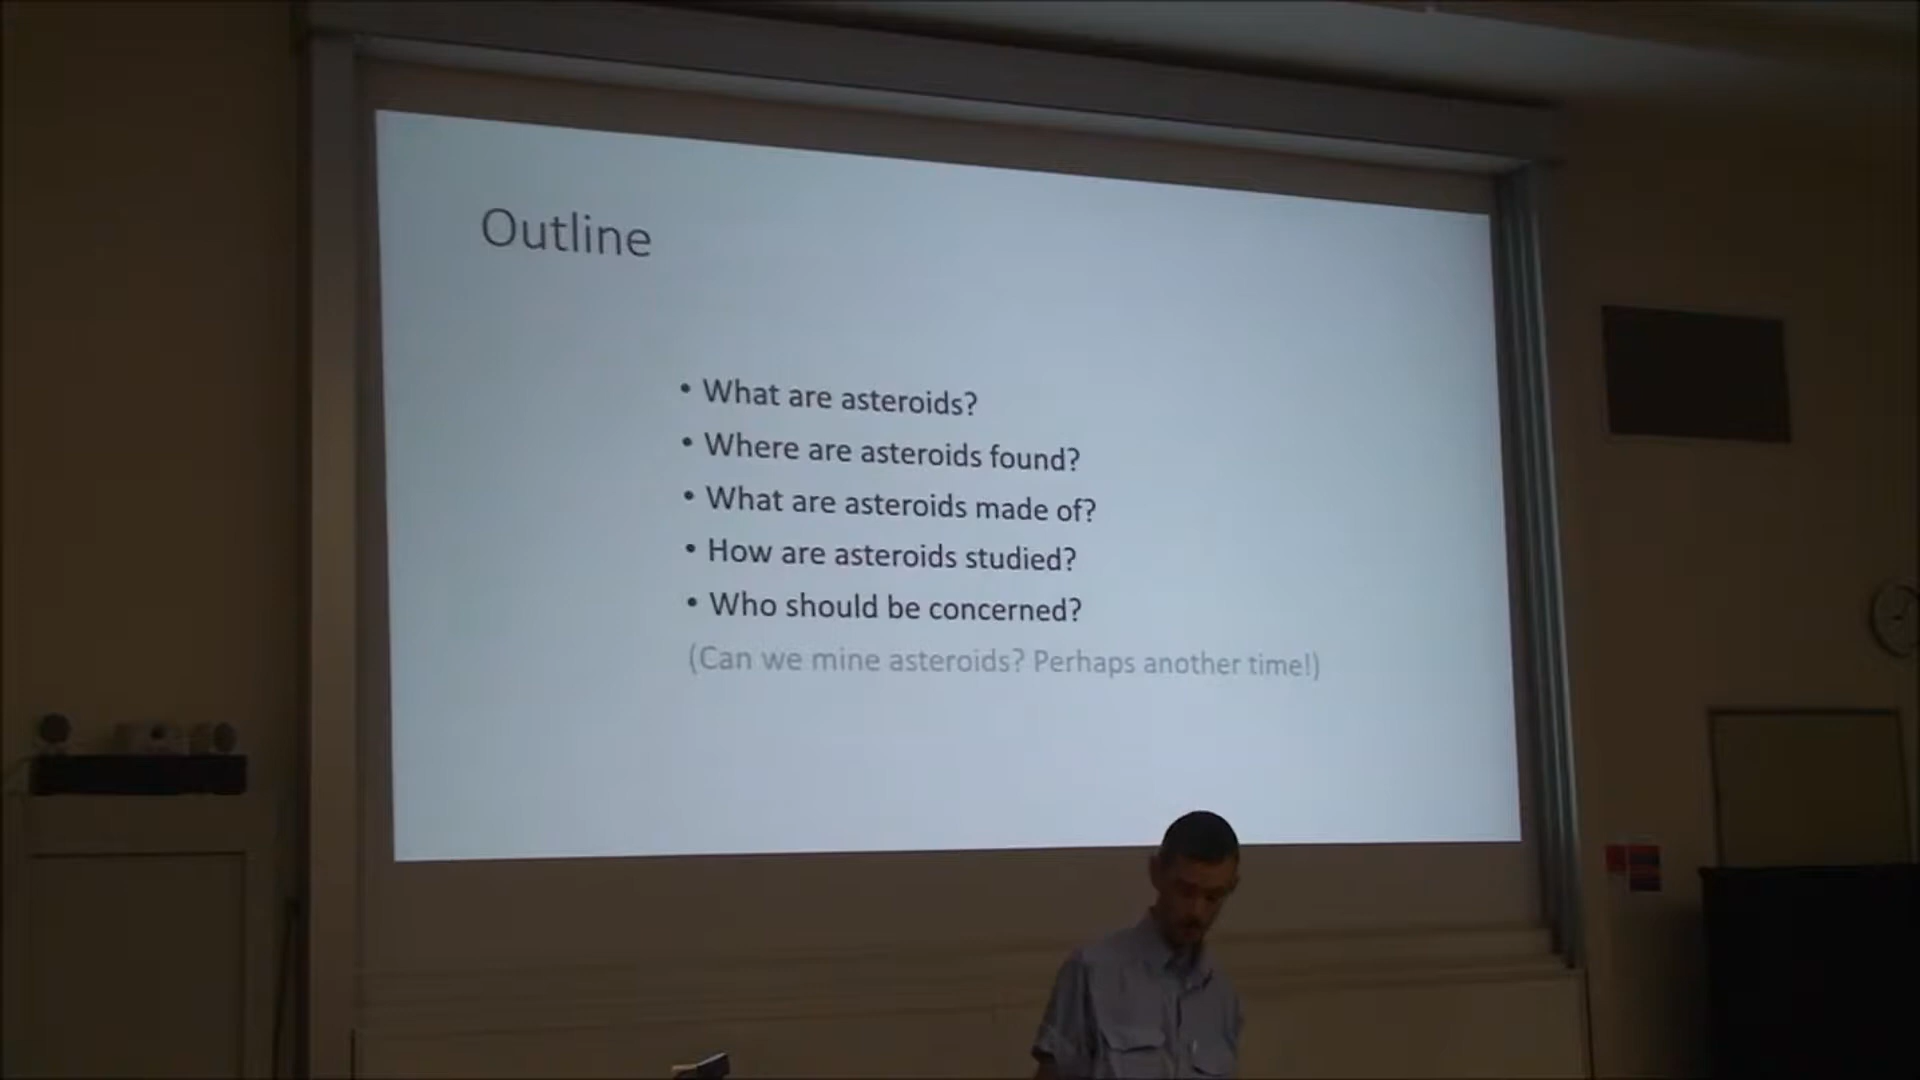 Outline
• What are asteroids?
• Where are asteroids found?
• What are asteroids made of?
• How are asteroids studied?
• Who should be concerned?
(Can we mine asteroids? Perhaps another time!)